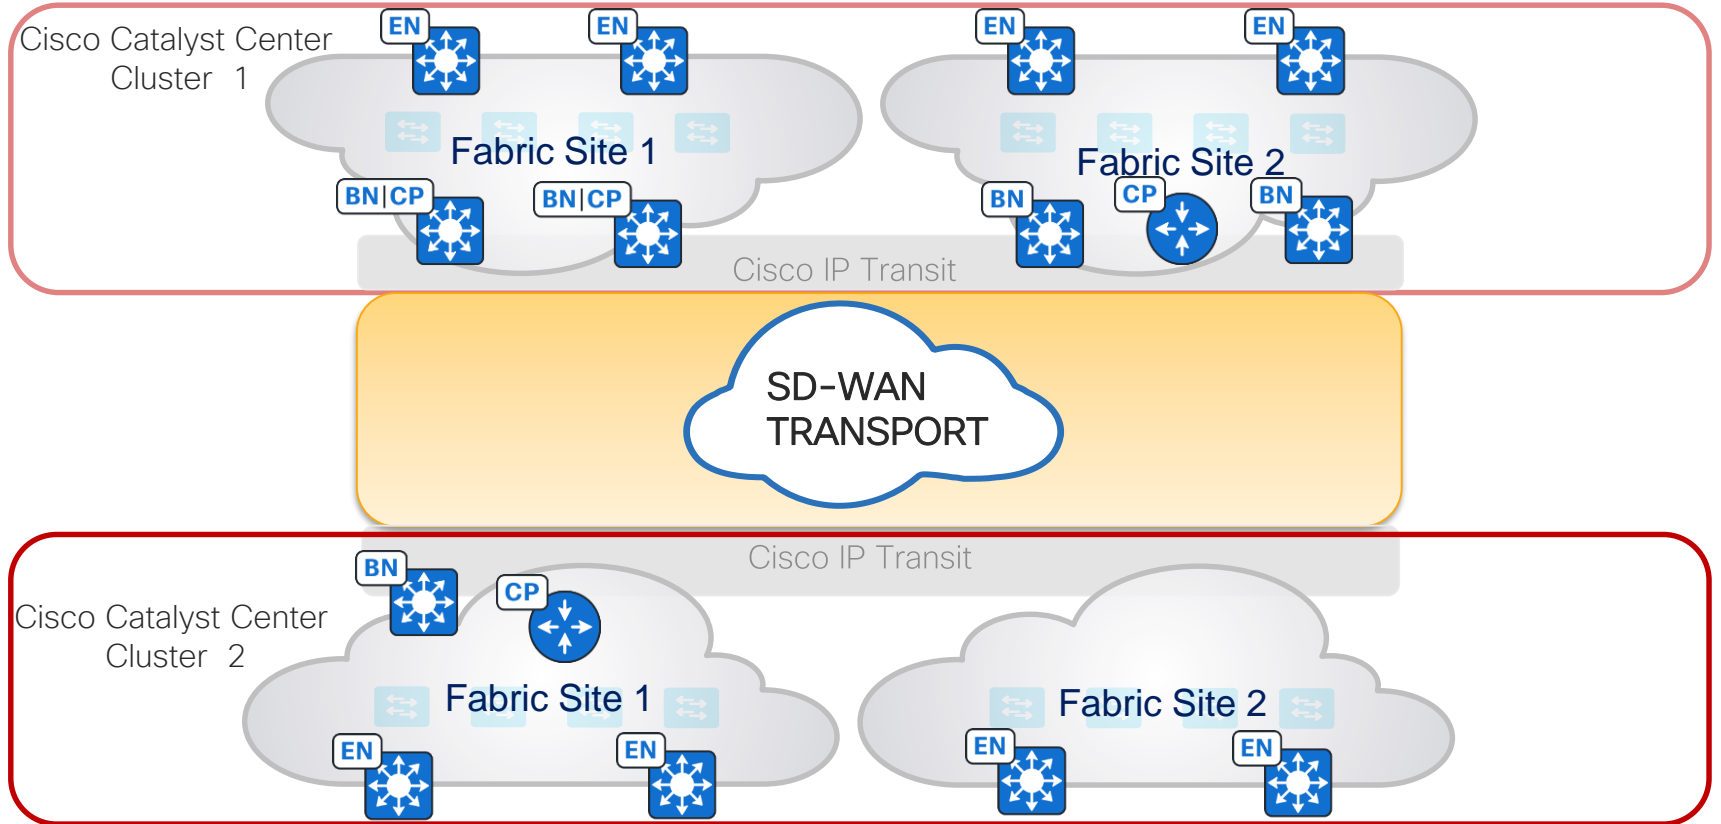 Cisco Catalyst Center
Cluster 1
EN
EN
EN
EN
Fabric Site 1
Fabric Site 2
BN|CP
BN|CP
BN
CP
BN
Cisco IP Transit
SD-WAN
TRANSPORT
Cisco IP Transit
BN
CP
Cisco Catalyst Center
Cluster 2
Fabric Site 1
Fabric Site 2
EN
EN
EN
EN